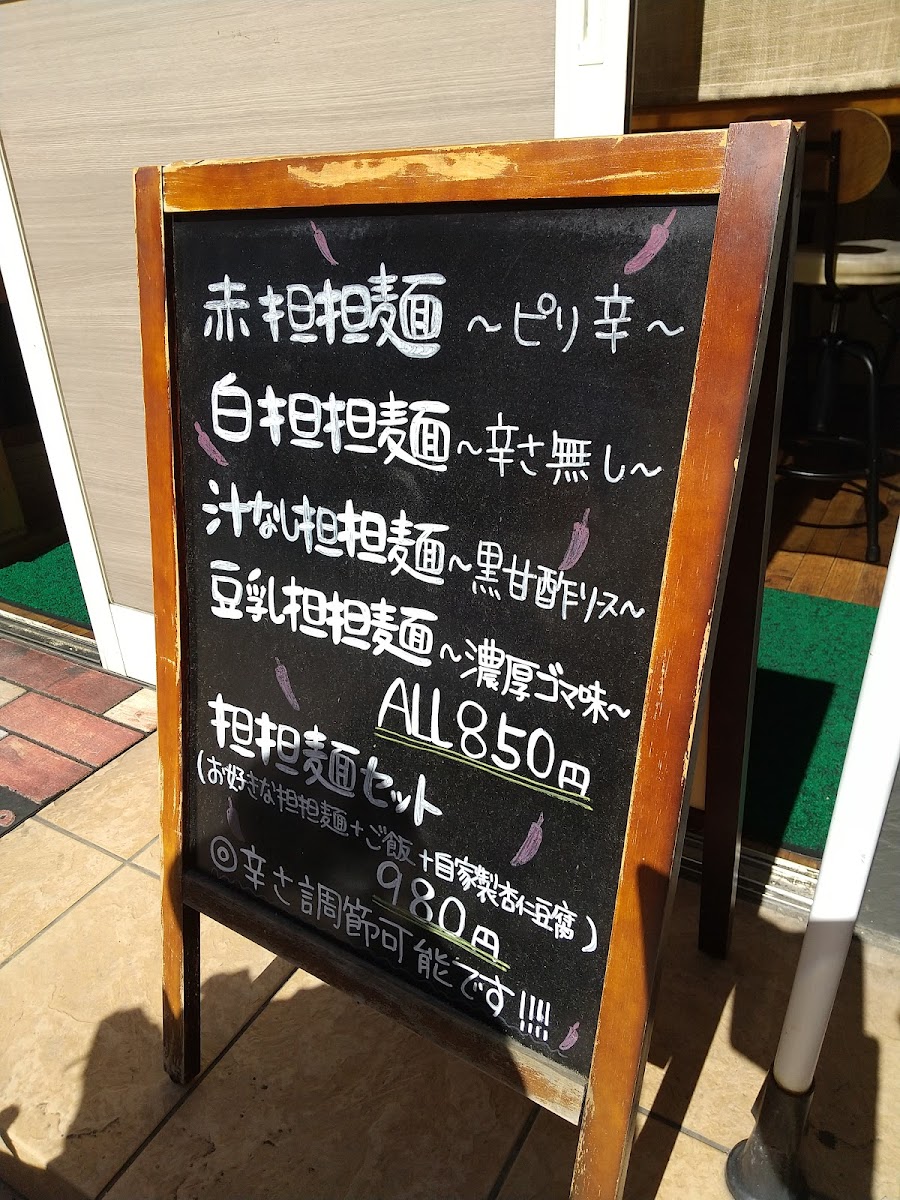 赤担担麺 ～ピリ辛～
白担担麺～辛さ無し～
汁なし担担麺～黒甘酢ソース～
豆乳担担麺～濃厚ゴマ味～
ALL850円
担担麺セット
(お好きな担担麺+ご飯+自家製杏仁豆腐)
980円
◎辛さ調節可能です!!!!